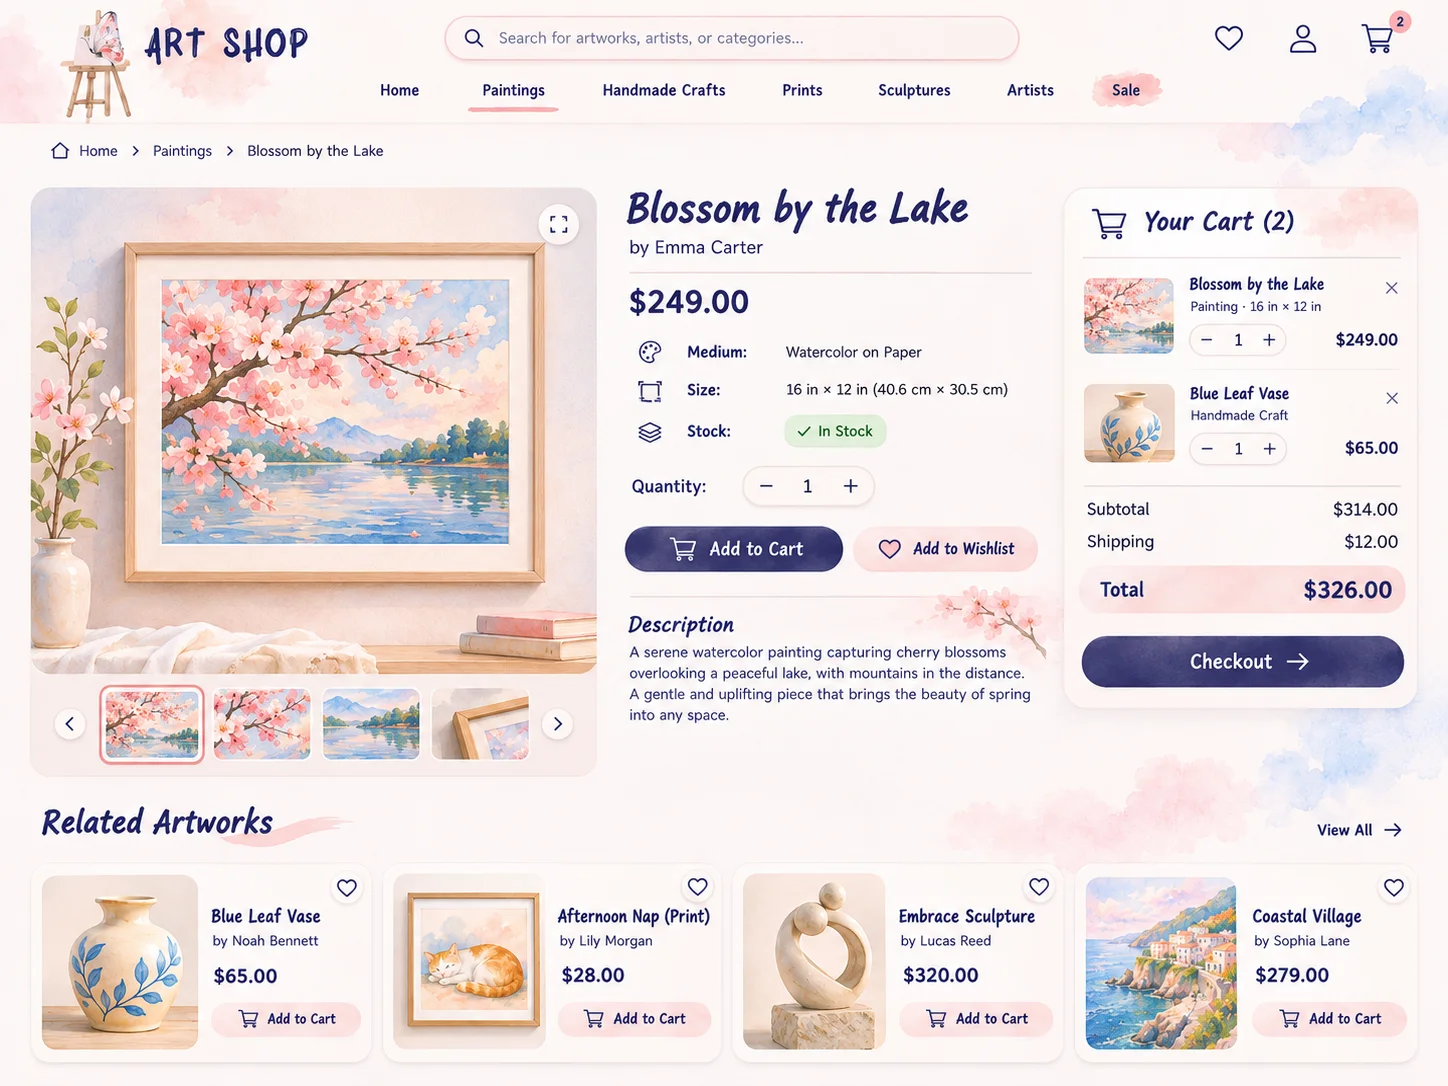 ART SHOP
Search for artworks, artists, or categories...
2
Home
Paintings
Handmade Crafts
Prints
Sculptures
Artists
Sale
Home > Paintings > Blossom by the Lake
Blossom by the Lake
by Emma Carter
$249.00
Medium: Watercolor on Paper
Size: 16 in × 12 in (40.6 cm × 30.5 cm)
Stock: In Stock
Quantity: − 1 +
Add to Cart
Add to Wishlist
Description
A serene watercolor painting capturing cherry blossoms
overlooking a peaceful lake, with mountains in the distance.
A gentle and uplifting piece that brings the beauty of spring
into any space.
Your Cart (2)
Blossom by the Lake
Painting · 16 in × 12 in
− 1 + $249.00
Blue Leaf Vase
Handmade Craft
− 1 + $65.00
Subtotal $314.00
Shipping $12.00
Total $326.00
Checkout
Related Artworks
View All
Blue Leaf Vase
by Noah Bennett
$65.00
Add to Cart
Afternoon Nap (Print)
by Lily Morgan
$28.00
Add to Cart
Embrace Sculpture
by Lucas Reed
$320.00
Add to Cart
Coastal Village
by Sophia Lane
$279.00
Add to Cart